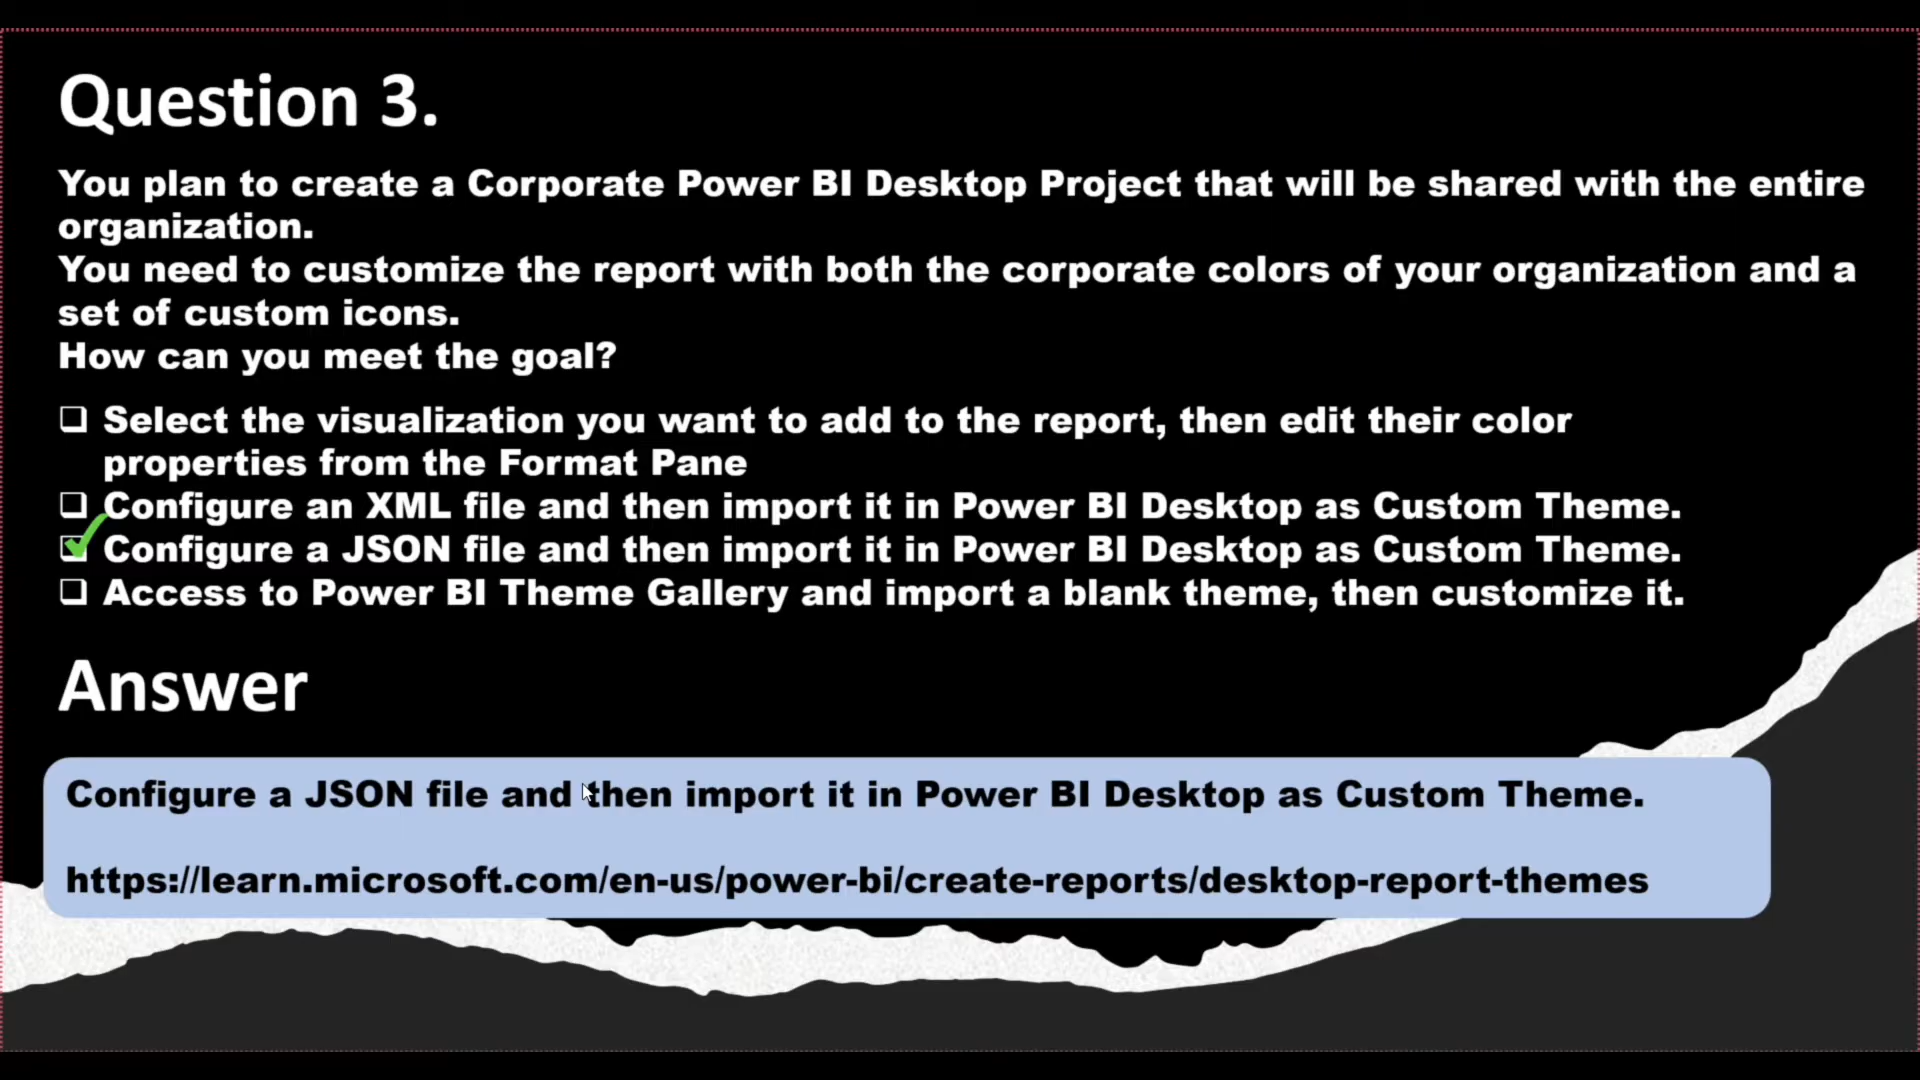 Question 3.
You plan to create a Corporate Power BI Desktop Project that will be shared with the entire
organization.
You need to customize the report with both the corporate colors of your organization and a
set of custom icons.
How can you meet the goal?
Select the visualization you want to add to the report, then edit their color
properties from the Format Pane
Configure an XML file and then import it in Power BI Desktop as Custom Theme.
Configure a JSON file and then import it in Power BI Desktop as Custom Theme.
Access to Power BI Theme Gallery and import a blank theme, then customize it.
Answer
Configure a JSON file and then import it in Power BI Desktop as Custom Theme.
https://learn.microsoft.com/en-us/power-bi/create-reports/desktop-report-themes